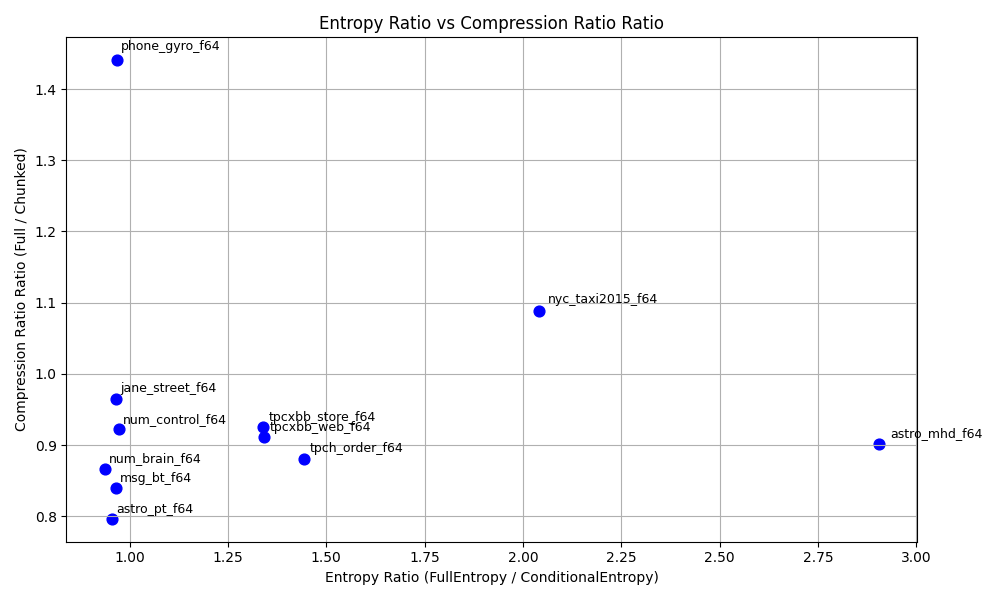 Entropy Ratio vs Compression Ratio Ratio
phone_gyro_f64
nyc_taxi2015_f64
jane_street_f64
num_control_f64
tpcxbb_store_f64
tpcxbb_web_f64
tpch_order_f64
astro_mhd_f64
num_brain_f64
msg_bt_f64
astro_pt_f64
Compression Ratio Ratio (Full / Chunked)
1.4
1.3
1.2
1.1
1.0
0.9
0.8
1.00 1.25 1.50 1.75 2.00 2.25 2.50 2.75 3.00
Entropy Ratio (FullEntropy / ConditionalEntropy)